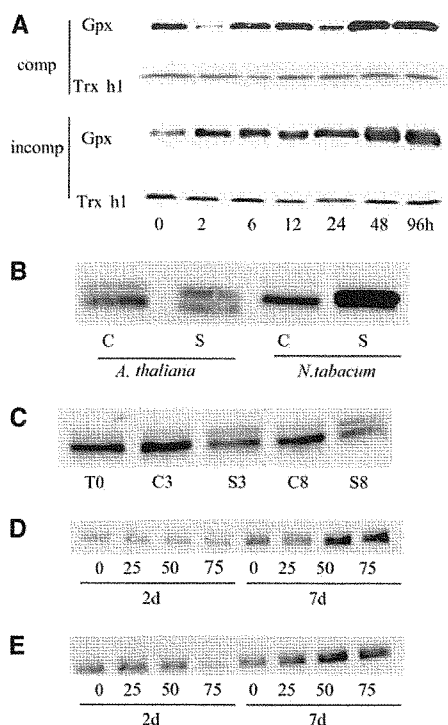 A
Gpx
comp
Trx h1
Gpx
incomp
Trx h1
0 2 6 12 24 48 96h
B
C S C S
A. thaliana N.tabacum
C
T0 C3 S3 C8 S8
D
0 25 50 75 0 25 50 75
2d 7d
E
0 25 50 75 0 25 50 75
2d 7d